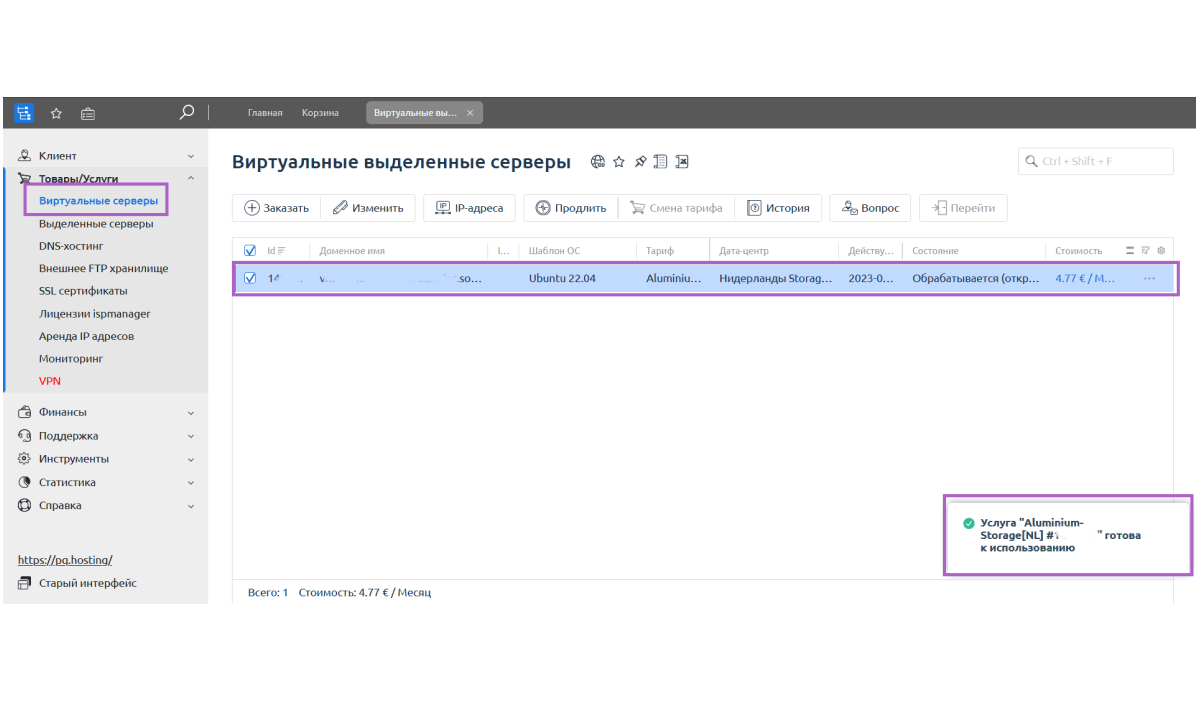 Главная Корзина Виртуальные вы...
Клиент
Товары/Услуги
Виртуальные серверы
Выделенные серверы
DNS-хостинг
Внешнее FTP хранилище
SSL сертификаты
Лицензии ispmanager
Аренда IP адресов
Мониторинг
VPN
Финансы
Поддержка
Инструменты
Статистика
Справка
https://pq.hosting/
Старый интерфейс
Виртуальные выделенные серверы
Ctrl + Shift + F
Заказать Изменить IP-адреса Продлить Смена тарифа История Вопрос Перейти
Id Доменное имя I... Шаблон ОС Тариф Дата-центр Действу... Состояние Стоимость
.so... Ubuntu 22.04 Aluminiu... Нидерланды Storag... 2023-0... Обрабатывается (откр... 4.77 € / М...
Услуга "Aluminium-
Storage[NL] # " готова
к использованию
Всего: 1 Стоимость: 4.77 € / Месяц